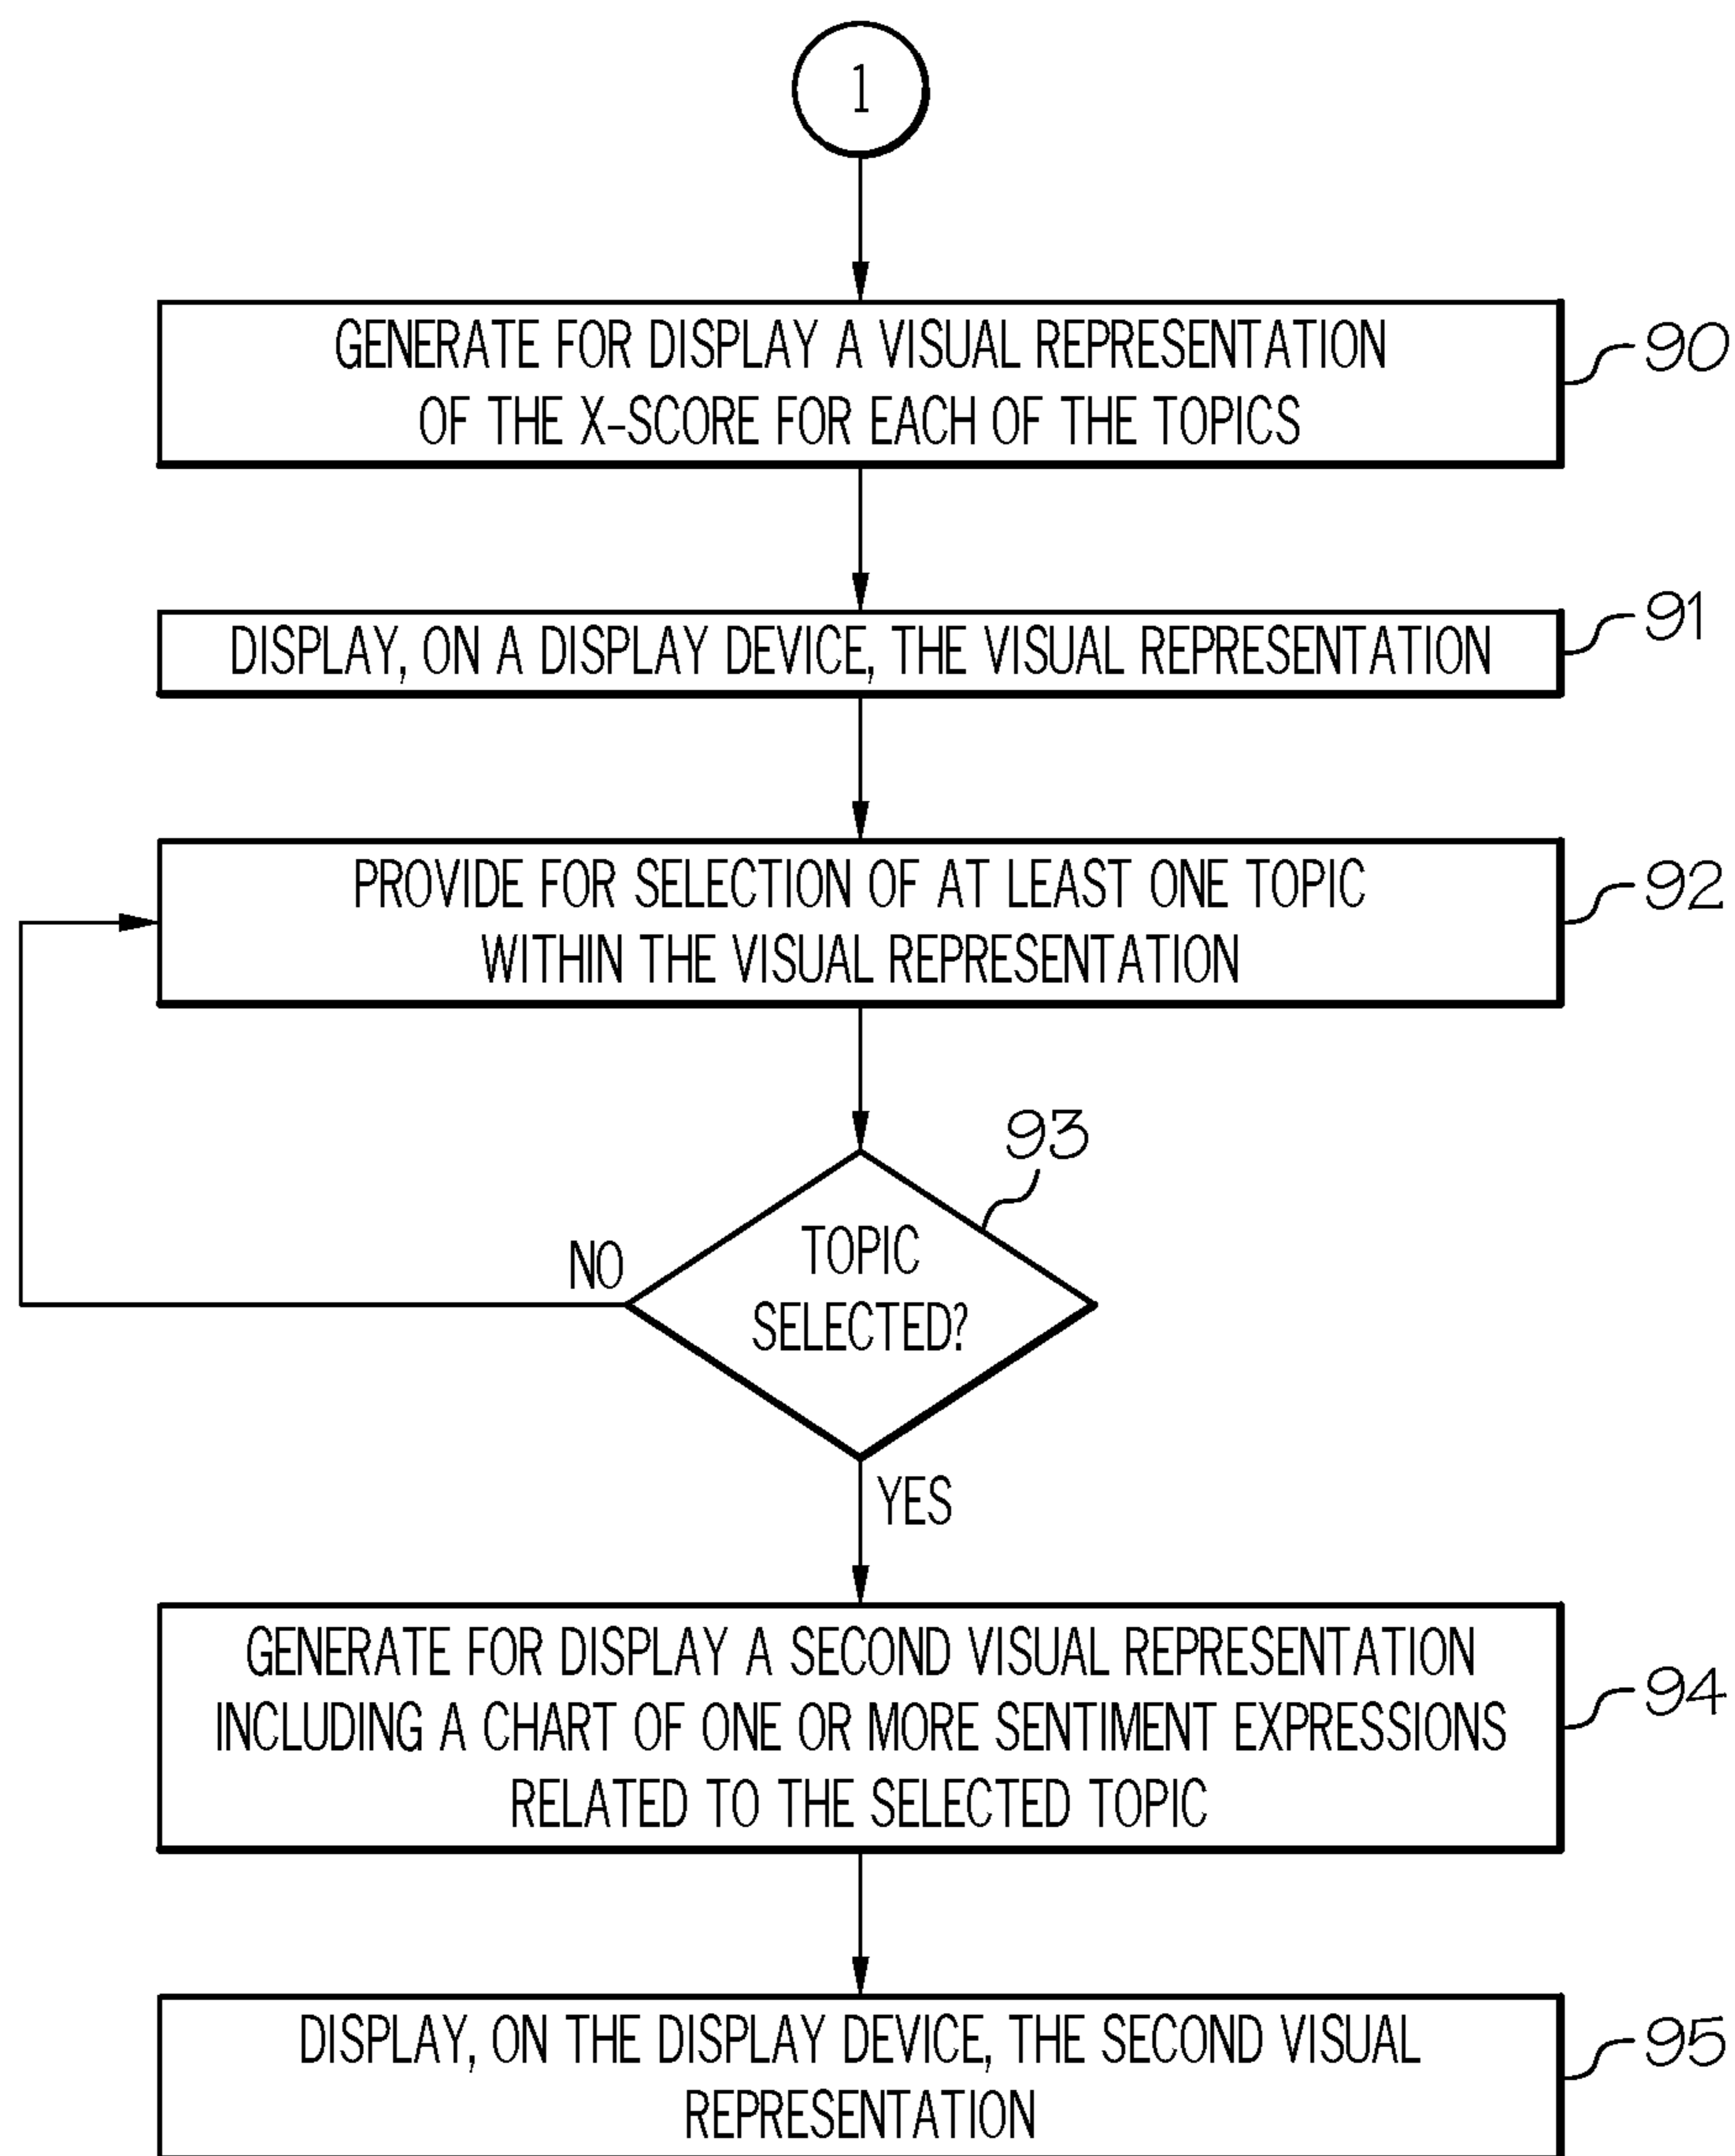 1
GENERATE FOR DISPLAY A VISUAL REPRESENTATION
OF THE X-SCORE FOR EACH OF THE TOPICS
90
DISPLAY, ON A DISPLAY DEVICE, THE VISUAL REPRESENTATION
91
PROVIDE FOR SELECTION OF AT LEAST ONE TOPIC
WITHIN THE VISUAL REPRESENTATION
92
93
TOPIC
SELECTED?
NO
YES
GENERATE FOR DISPLAY A SECOND VISUAL REPRESENTATION
INCLUDING A CHART OF ONE OR MORE SENTIMENT EXPRESSIONS
RELATED TO THE SELECTED TOPIC
94
DISPLAY, ON THE DISPLAY DEVICE, THE SECOND VISUAL
REPRESENTATION
95